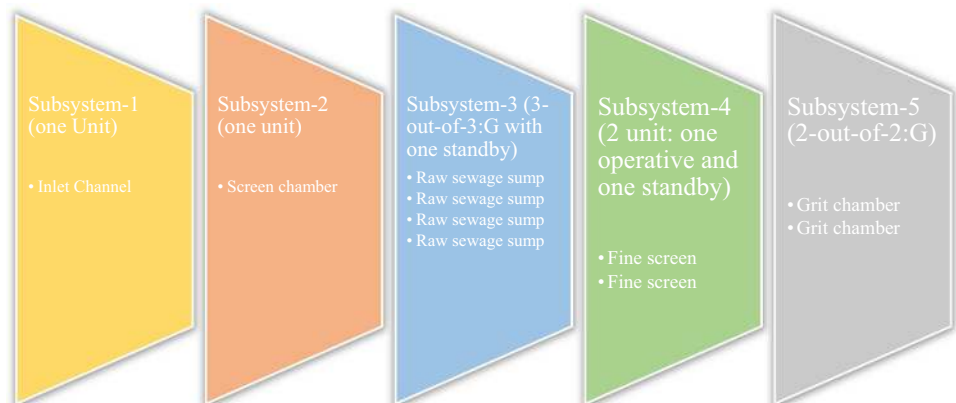 Subsystem-1
(one Unit)
• Inlet Channel
Subsystem-2
(one unit)
• Screen chamber
Subsystem-3 (3-
out-of-3:G with
one standby)
• Raw sewage sump
• Raw sewage sump
• Raw sewage sump
• Raw sewage sump
Subsystem-4
(2 unit: one
operative and
one standby)
• Fine screen
• Fine screen
Subsystem-5
(2-out-of-2:G)
• Grit chamber
• Grit chamber